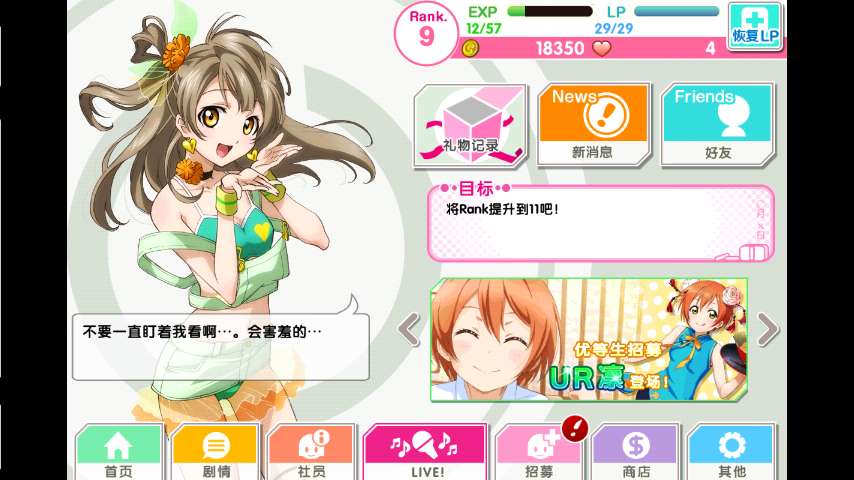 Rank.
9
EXP
12/57
LP
29/29
恢复LP
18350
4
礼物记录
News
新消息
Friends
好友
目标
将Rank提升到11吧!
不要一直盯着我看啊…。会害羞的…
优等生招募
UR凛登场!
首页
剧情
社员
LIVE!
招募
商店
其他